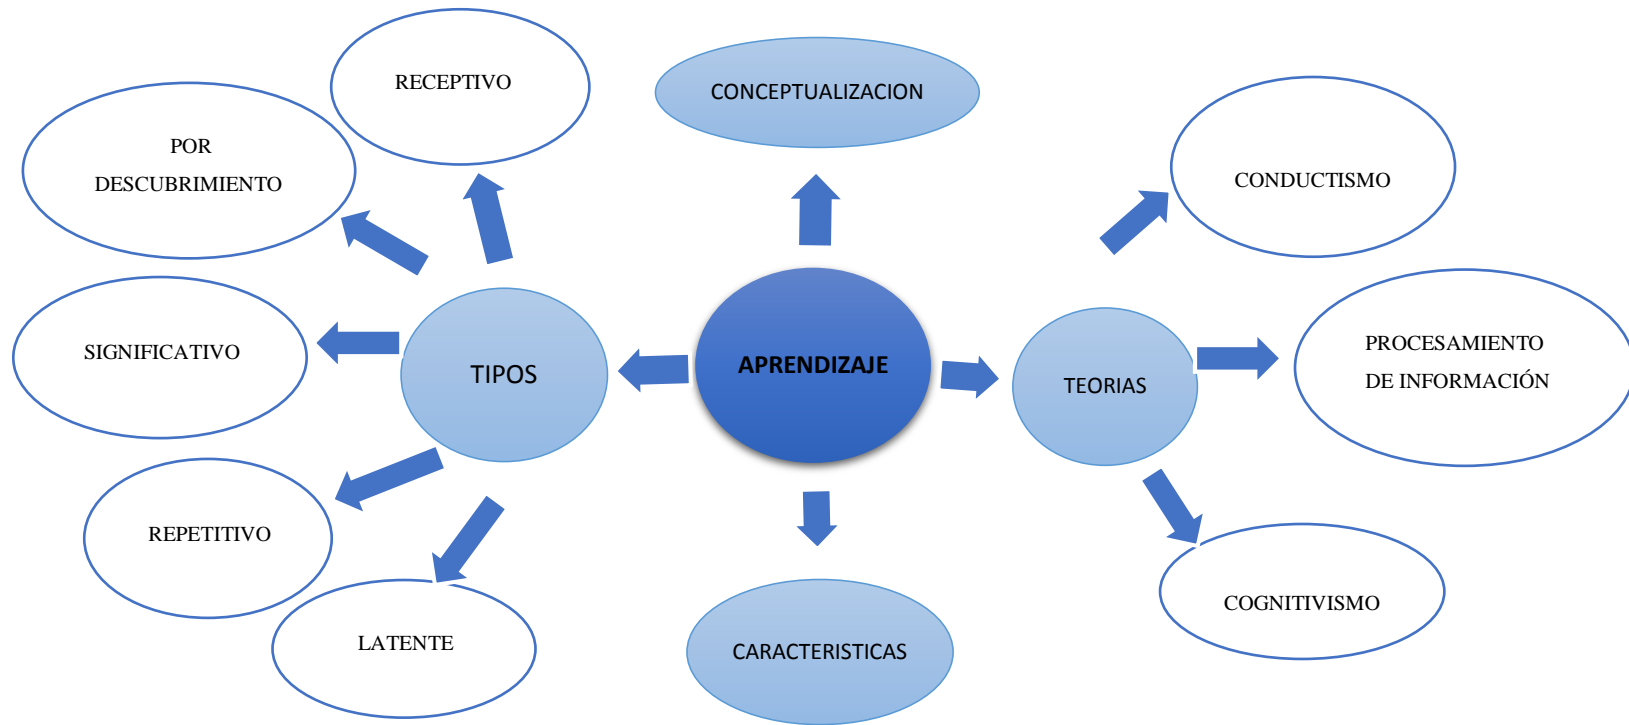 RECEPTIVO
CONCEPTUALIZACION
POR
DESCUBRIMIENTO
CONDUCTISMO
SIGNIFICATIVO
TIPOS
APRENDIZAJE
TEORIAS
PROCESAMIENTO
DE INFORMACIÓN
REPETITIVO
LATENTE
CARACTERISTICAS
COGNITIVISMO